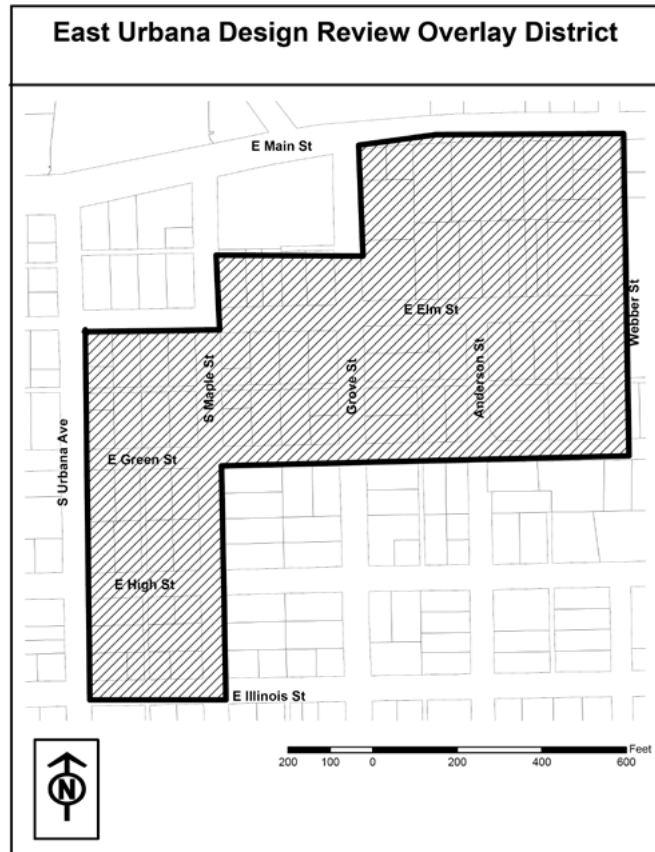 East Urbana Design Review Overlay District
E Main St
E Elm St
Webber St
S Maple St
Grove St
Anderson St
S Urbana Ave
E Green St
E High St
E Illinois St
N
Feet
200 100 0 200 400 600